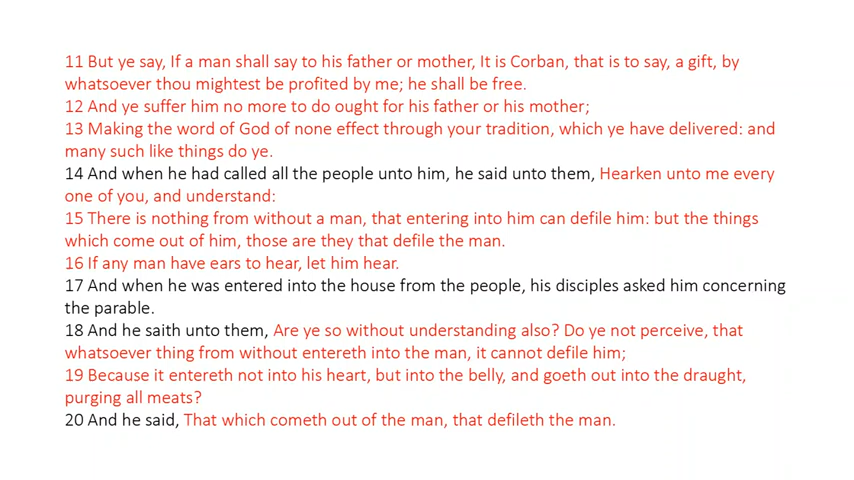 11 But ye say, If a man shall say to his father or mother, It is Corban, that is to say, a gift, by
whatsoever thou mightest be profited by me; he shall be free.
12 And ye suffer him no more to do ought for his father or his mother;
13 Making the word of God of none effect through your tradition, which ye have delivered: and
many such like things do ye.
14 And when he had called all the people unto him, he said unto them, Hearken unto me every
one of you, and understand:
15 There is nothing from without a man, that entering into him can defile him: but the things
which come out of him, those are they that defile the man.
16 If any man have ears to hear, let him hear.
17 And when he was entered into the house from the people, his disciples asked him concerning
the parable.
18 And he saith unto them, Are ye so without understanding also? Do ye not perceive, that
whatsoever thing from without entereth into the man, it cannot defile him;
19 Because it entereth not into his heart, but into the belly, and goeth out into the draught,
purging all meats?
20 And he said, That which cometh out of the man, that defileth the man.